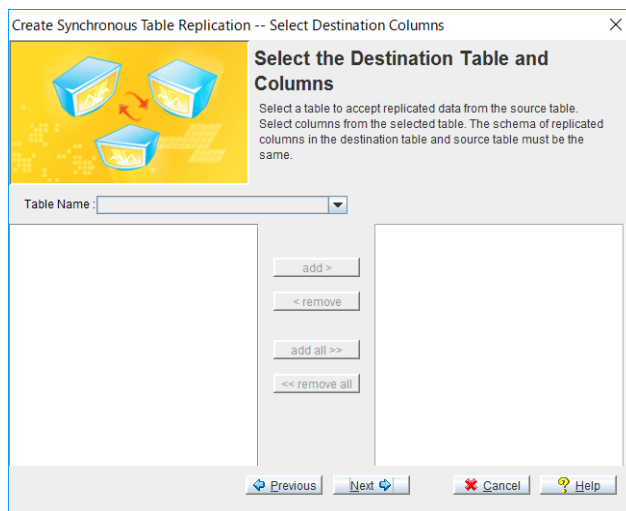 Create Synchronous Table Replication -- Select Destination Columns
Select the Destination Table and
Columns
Select a table to accept replicated data from the source table.
Select columns from the selected table. The schema of replicated
columns in the destination table and source table must be the
same.
Table Name :
add >
< remove
add all >>
<< remove all
Previous Next Cancel Help